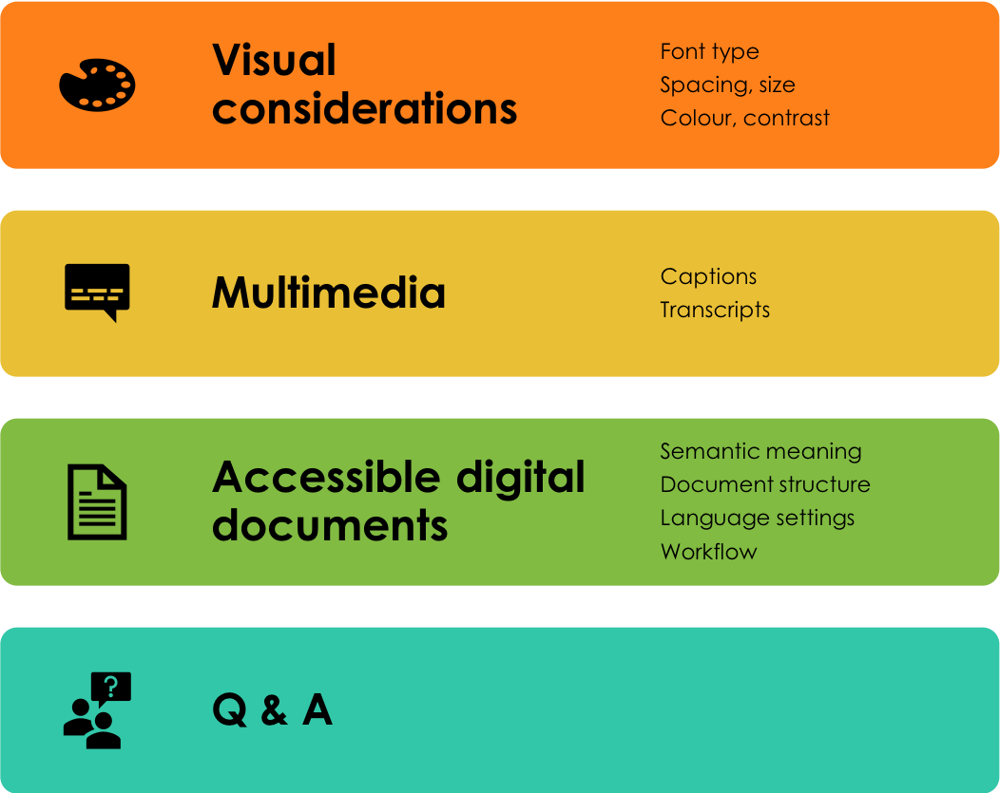 Visual
considerations
Font type
Spacing, size
Colour, contrast
Multimedia
Captions
Transcripts
Accessible digital
documents
Semantic meaning
Document structure
Language settings
Workflow
?
Q & A